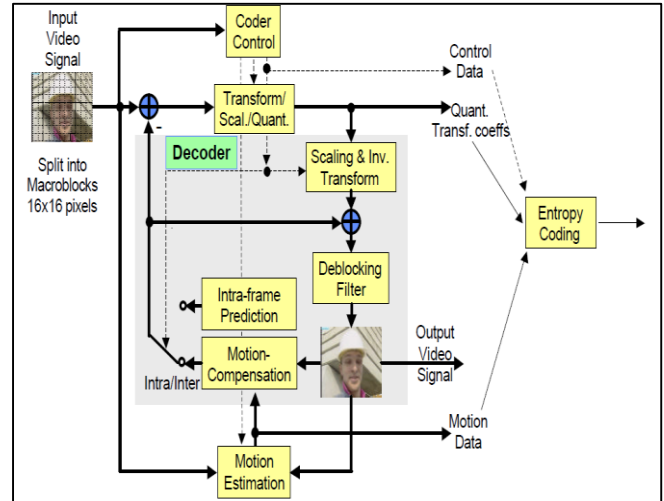 Input
Video
Signal
Coder
Control
Control
Data
Transform/
Scal./Quant.
Quant.
Transf. coeffs
-
Decoder
Scaling & Inv.
Transform
Split into
Macroblocks
16x16 pixels
Entropy
Coding
Deblocking
Filter
Intra-frame
Prediction
Output
Video
Signal
Motion-
Compensation
Intra/Inter
Motion
Data
Motion
Estimation